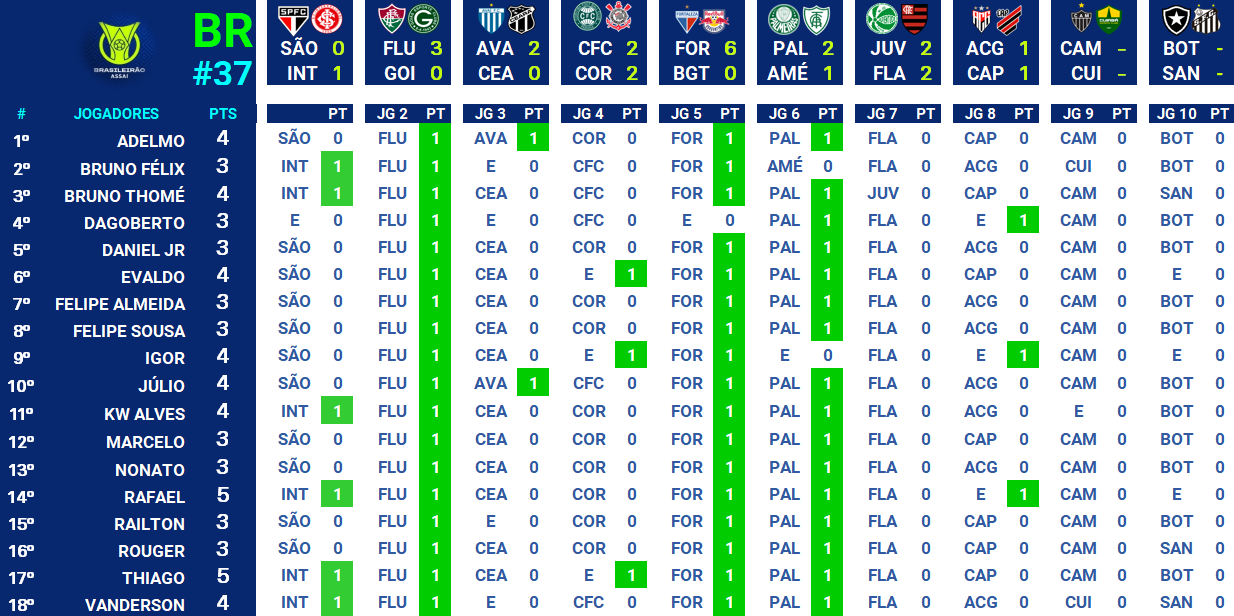 BR
#37
BRASILEIRÃO
ASSAÍ
SÃO 0 FLU 3 AVA 2 CFC 2 FOR 6 PAL 2 JUV 2 ACG 1 CAM - BOT -
INT 1 GOI 0 CEA 0 COR 2 BGT 0 AMÉ 1 FLA 2 CAP 1 CUI - SAN -
# JOGADORES PTS PT JG 2 PT JG 3 PT JG 4 PT JG 5 PT JG 6 PT JG 7 PT JG 8 PT JG 9 PT JG 10 PT
1º ADELMO 4 SÃO 0 FLU 1 AVA 1 COR 0 FOR 1 PAL 1 FLA 0 CAP 0 CAM 0 BOT 0
2º BRUNO FÉLIX 3 INT 1 FLU 1 E 0 CFC 0 FOR 1 AMÉ 0 FLA 0 ACG 0 CUI 0 BOT 0
3º BRUNO THOMÉ 4 INT 1 FLU 1 CEA 0 CFC 0 FOR 1 PAL 1 JUV 0 CAP 0 CAM 0 SAN 0
4º DAGOBERTO 3 E 0 FLU 1 E 0 CFC 0 E 0 PAL 1 FLA 0 E 1 CAM 0 BOT 0
5º DANIEL JR 3 SÃO 0 FLU 1 CEA 0 COR 0 FOR 1 PAL 1 FLA 0 ACG 0 CAM 0 BOT 0
6º EVALDO 4 SÃO 0 FLU 1 CEA 0 E 1 FOR 1 PAL 1 FLA 0 CAP 0 CAM 0 E 0
7º FELIPE ALMEIDA 3 SÃO 0 FLU 1 CEA 0 COR 0 FOR 1 PAL 1 FLA 0 ACG 0 CAM 0 BOT 0
8º FELIPE SOUSA 3 SÃO 0 FLU 1 CEA 0 COR 0 FOR 1 PAL 1 FLA 0 ACG 0 CAM 0 BOT 0
9º IGOR 4 SÃO 0 FLU 1 CEA 0 E 1 FOR 1 E 0 FLA 0 E 1 CAM 0 E 0
10º JÚLIO 4 SÃO 0 FLU 1 AVA 1 CFC 0 FOR 1 PAL 1 FLA 0 ACG 0 CAM 0 BOT 0
11º KW ALVES 4 INT 1 FLU 1 CEA 0 COR 0 FOR 1 PAL 1 FLA 0 ACG 0 E 0 BOT 0
12º MARCELO 3 SÃO 0 FLU 1 CEA 0 COR 0 FOR 1 PAL 1 FLA 0 CAP 0 CAM 0 BOT 0
13º NONATO 3 SÃO 0 FLU 1 CEA 0 COR 0 FOR 1 PAL 1 FLA 0 ACG 0 CAM 0 BOT 0
14º RAFAEL 5 INT 1 FLU 1 CEA 0 COR 0 FOR 1 PAL 1 FLA 0 E 1 CAM 0 E 0
15º RAILTON 3 SÃO 0 FLU 1 E 0 COR 0 FOR 1 PAL 1 FLA 0 CAP 0 CAM 0 BOT 0
16º ROUGER 3 SÃO 0 FLU 1 CEA 0 COR 0 FOR 1 PAL 1 FLA 0 CAP 0 CAM 0 SAN 0
17º THIAGO 5 INT 1 FLU 1 CEA 0 E 1 FOR 1 PAL 1 FLA 0 CAP 0 CAM 0 BOT 0
18º VANDERSON 4 INT 1 FLU 1 E 0 CFC 0 FOR 1 PAL 1 FLA 0 ACG 0 CUI 0 BOT 0